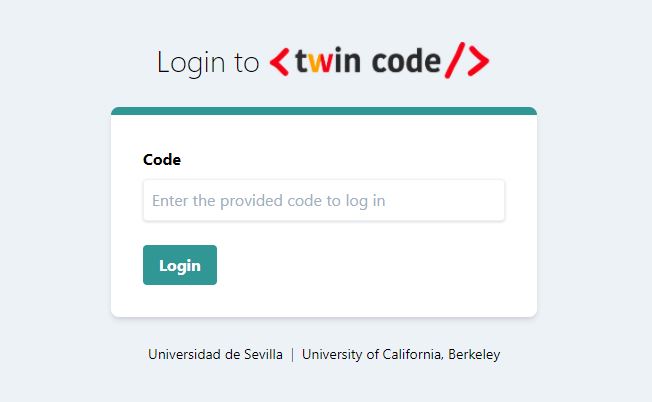 Login to <twin code/>
Code
Enter the provided code to log in
Login
Universidad de Sevilla | University of California, Berkeley